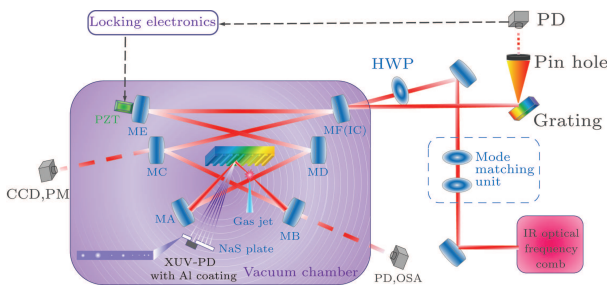 Locking electronics
PD
HWP
Pin hole
PZT
ME
MF(IC)
Grating
MC
MD
Mode
matching
unit
CCD,PM
MA
Gas jet
MB
NaS plate
XUV-PD
with Al coating
Vacuum chamber
PD,OSA
IR optical
frequency
comb